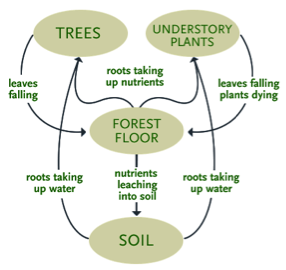 TREES
UNDERSTORY
PLANTS
leaves
falling
roots taking
up nutrients
leaves falling
plants dying
FOREST
FLOOR
roots taking
up water
nutrients
leaching
into soil
roots taking
up water
SOIL